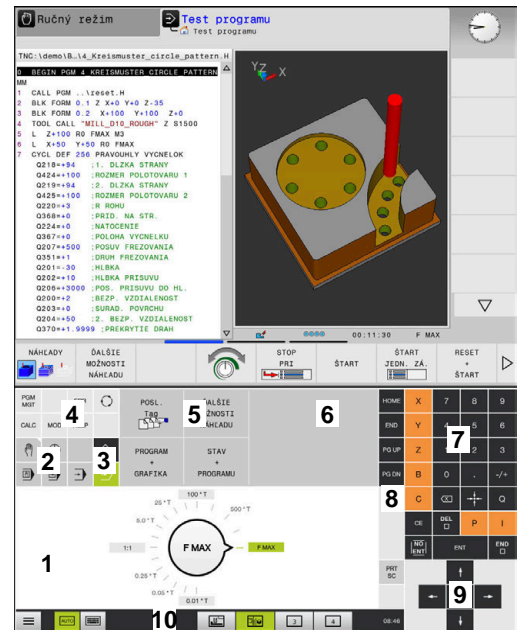 Ručný režim
Test programu
Test programu
TNC:\demo\B…\4_Kreismuster_circle_pattern.H
0 BEGIN PGM 4_KREISMUSTER_CIRCLE_PATTERN
MM
1 CALL PGM ..\reset.H
2 BLK FORM 0.1 Z X+0 Y+0 Z-35
3 BLK FORM 0.2 X+100 Y+100 Z+0
4 TOOL CALL "MILL_D10_ROUGH" Z S1500
5 L Z+100 R0 FMAX M3
6 L X+50 Y+50 R0 FMAX
7 CYCL DEF 256 PRAVOUHLY VYCNELOK
Q218=+94 ;1. DLZKA STRANY
Q424=+100 ;ROZMER POLOTOVARU 1
Q219=+94 ;2. DLZKA STRANY
Q425=+100 ;ROZMER POLOTOVARU 2
Q220=+3 ;R ROHU
Q368=+0 ;PRID. NA STR.
Q224=+0 ;NATOCENIE
Q367=+0 ;POLOHA VYCNELKU
Q207=+500 ;POSUV FREZOVANIA
Q351=+1 ;DRUH FREZOVANIA
Q201=-30 ;HLBKA
Q202=+10 ;HLBKA PRISUVU
Q206=+3000 ;POS. PRISUVU DO HL.
Q200=+2 ;BEZP. VZDIALENOST
Q203=+0 ;SURAD. POVRCHU
Q204=+50 ;2. BEZP. VZDIALENOST
Q370=+1.9999 ;PREKRYTIE DRAH
Y Z X
00:11:30 F MAX
NÁHĽADY
ĎALŠIE
MOŽNOSTI
NÁHĽADU
STOP
PRI
ŠTART
ŠTART
JEDN. ZÁ.
RESET
+
ŠTART
PGM
MGT
CALC MOD
4
2
3
POSL.
Tag
5
6
PROGRAM
+
GRAFIKA
STAV
+
PROGRAMU
HOME X 7 8 9
END Y 5 6
PG UP Z 2 3
7
PG DN B 0 . -/+
8
C Q
CE DEL P I
NO
ENT
ENT
END
PRT
SC
9
1
100°T
25°T 500°T
5.0°T
1:1
F MAX
F MAX
0.25°T
0.05°T
0.01°T
AUTO
10
3
4
08:46